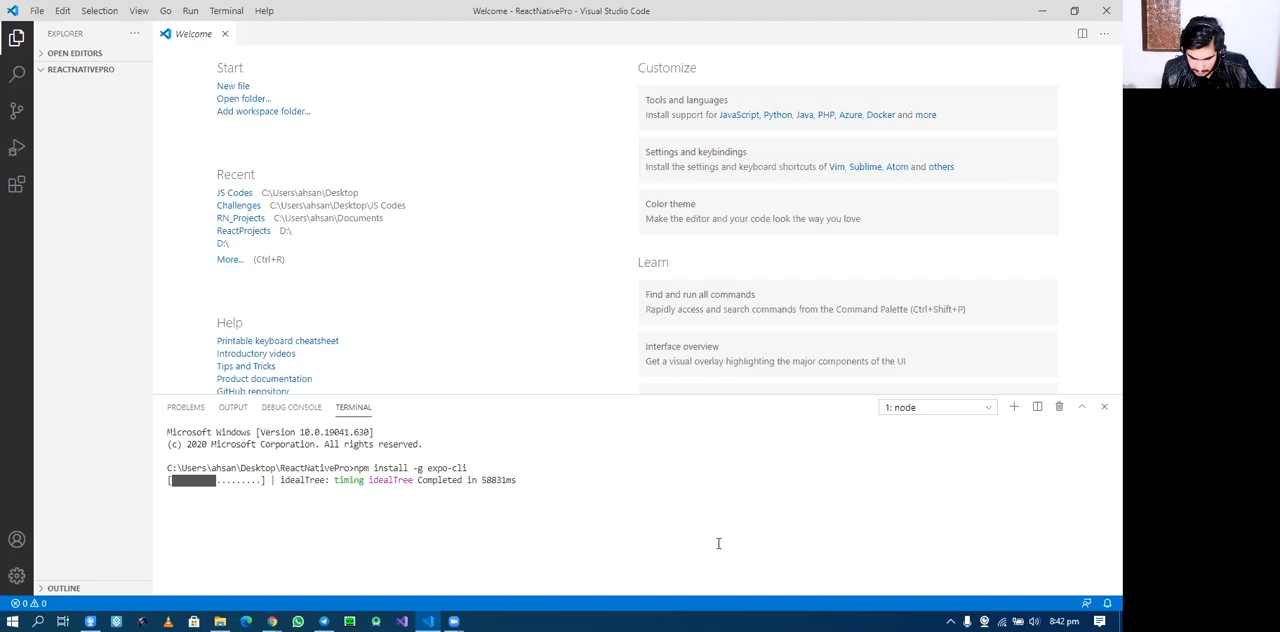 File Edit Selection View Go Run Terminal Help
Welcome - ReactNativePro - Visual Studio Code
EXPLORER
OPEN EDITORS
REACTNATIVEPRO
OUTLINE
Welcome
Start
New file
Open folder...
Add workspace folder...
Recent
JS Codes C:\Users\ahsan\Desktop
Challenges C:\Users\ahsan\Desktop\JS Codes
RN_Projects C:\Users\ahsan\Documents
ReactProjects D:\
D:\
More... (Ctrl+R)
Help
Printable keyboard cheatsheet
Introductory videos
Tips and Tricks
Product documentation
GitHub repository
Customize
Tools and languages
Install support for JavaScript, Python, Java, PHP, Azure, Docker and more
Settings and keybindings
Install the settings and keyboard shortcuts of Vim, Sublime, Atom and others
Color theme
Make the editor and your code look the way you love
Learn
Find and run all commands
Rapidly access and search commands from the Command Palette (Ctrl+Shift+P)
Interface overview
Get a visual overlay highlighting the major components of the UI
PROBLEMS OUTPUT DEBUG CONSOLE TERMINAL
1: node
Microsoft Windows [Version 10.0.19041.630]
(c) 2020 Microsoft Corporation. All rights reserved.
C:\Users\ahsan\Desktop\ReactNativePro>npm install -g expo-cli
[.........] | idealTree: timing idealTree Completed in 58831ms
0 0
8:42 pm